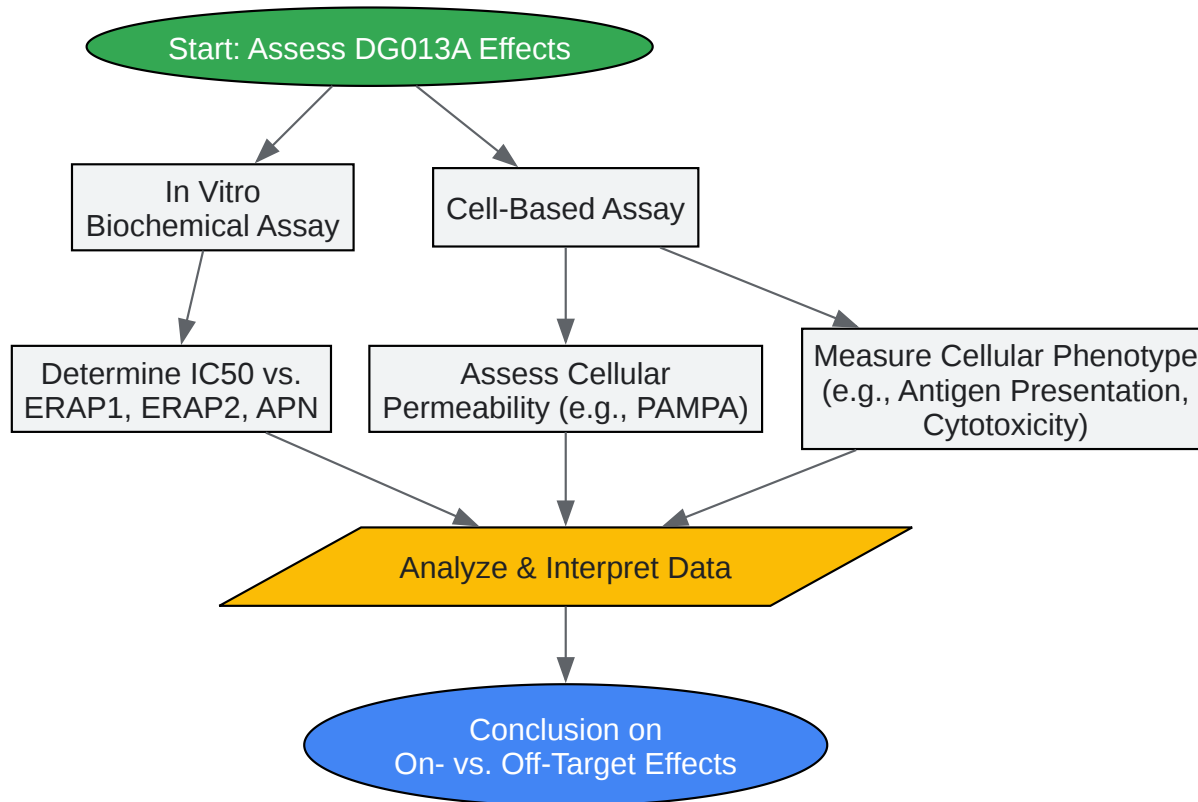 Start: Assess DG013A Effects
In Vitro
Biochemical Assay
Cell-Based Assay
Determine IC50 vs.
ERAP1, ERAP2, APN
Assess Cellular
Permeability (e.g., PAMPA)
Measure Cellular Phenotype
(e.g., Antigen Presentation,
Cytotoxicity)
Analyze & Interpret Data
Conclusion on
On- vs. Off-Target Effects